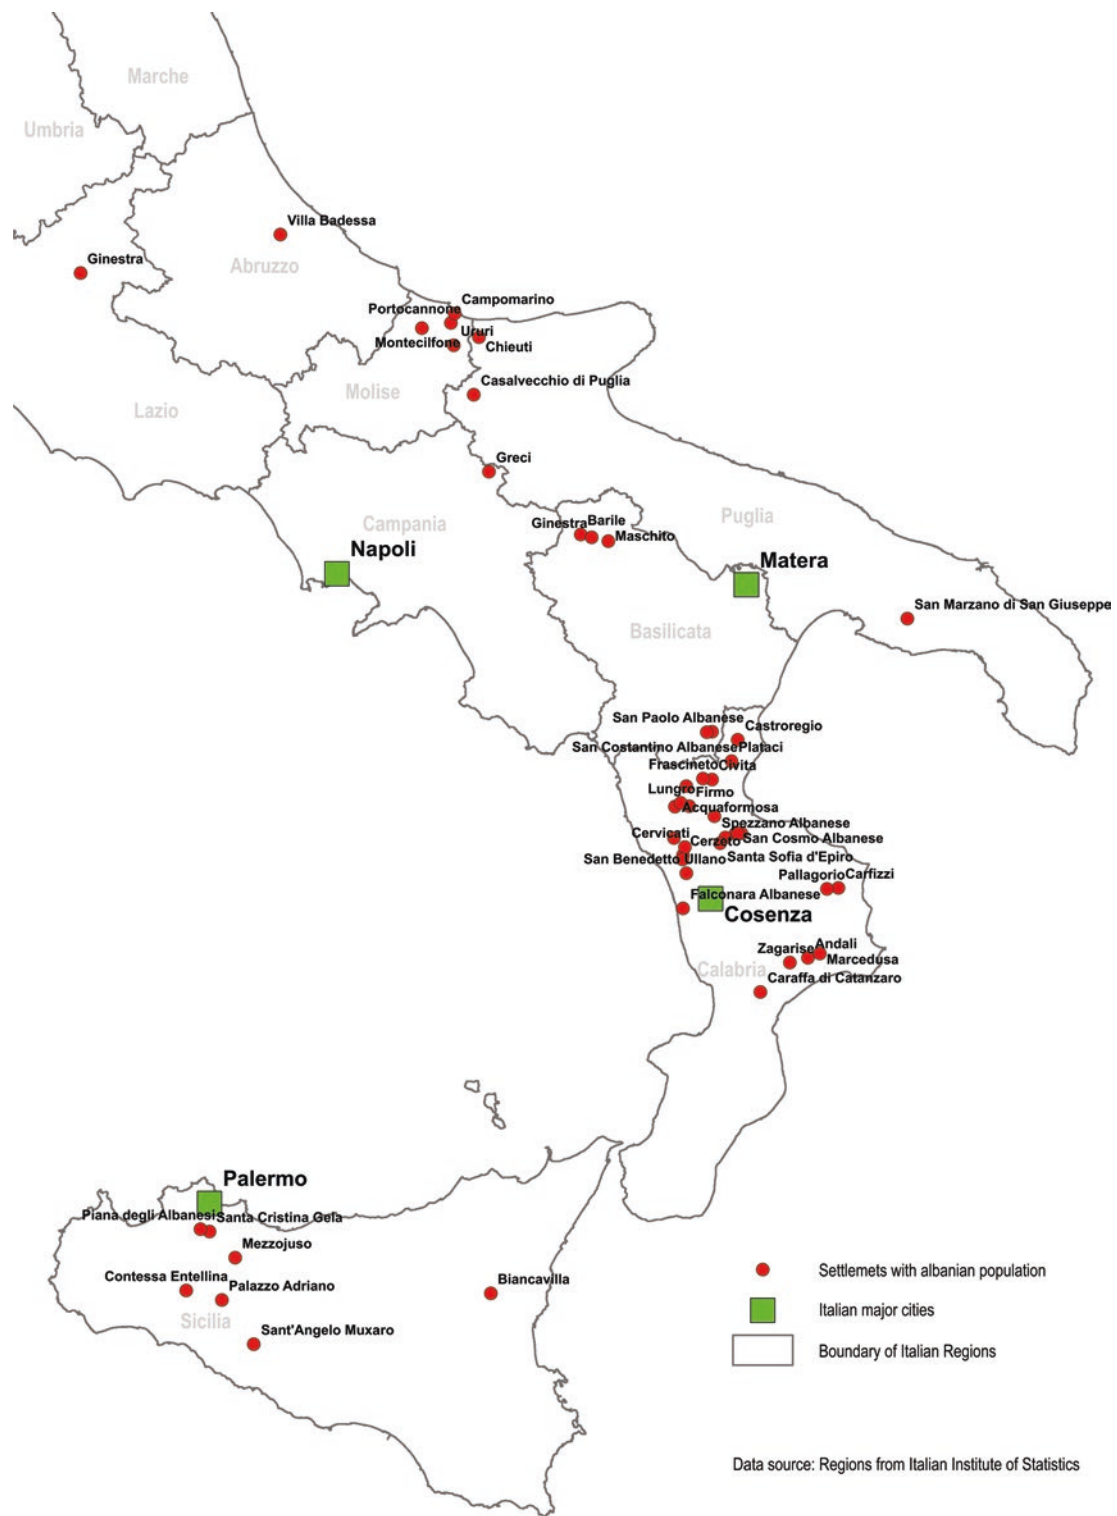 Marche
Umbria
Villa Badessa
Ginestra
Abruzzo
Campomarino
Portocannone
Ururi
Montecilfone
Chieuti
Casalvecchio di Puglia
Molise
Lazio
Greci
Puglia
Campania
Ginestra
Barile
Maschito
Napoli
Matera
San Marzano di San Giuseppe
Basilicata
San Paolo Albanese
Castroregio
San Costantino Albanese
Plataci
Frascineto
Civita
Lungro
Firmo
Acquaformosa
Spezzano Albanese
Cervicati
Cerzeto
San Cosmo Albanese
San Benedetto Ullano
Santa Sofia d'Epiro
Pallagorio
Carfizzi
Falconara Albanese
Cosenza
Zagarise
Andali
Marcedusa
Calabria
Caraffa di Catanzaro
Palermo
Piana degli Albanesi
Santa Cristina Gela
Mezzojuso
Contessa Entellina
Palazzo Adriano
Biancavilla
Sicilia
Sant'Angelo Muxaro
Settlemets with albanian population
Italian major cities
Boundary of Italian Regions
Data source: Regions from Italian Institute of Statistics